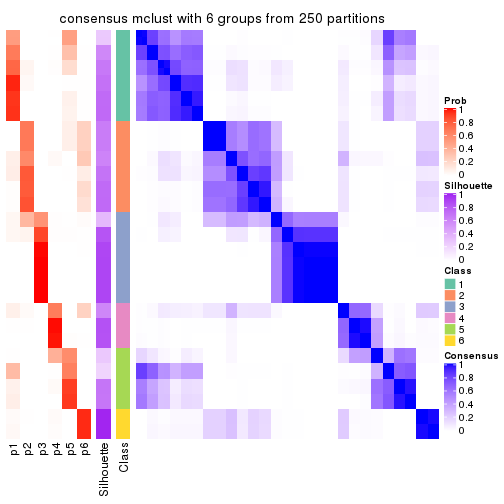 consensus mclust with 6 groups from 250 partitions
Prob
1
0.8
0.6
0.4
0.2
0
Silhouette
1
0.8
0.6
0.4
0.2
0
Class
1
2
3
4
5
6
Consensus
1
0.8
0.6
0.4
0.2
0
p1
p2
p3
p4
p5
p6
Silhouette
Class